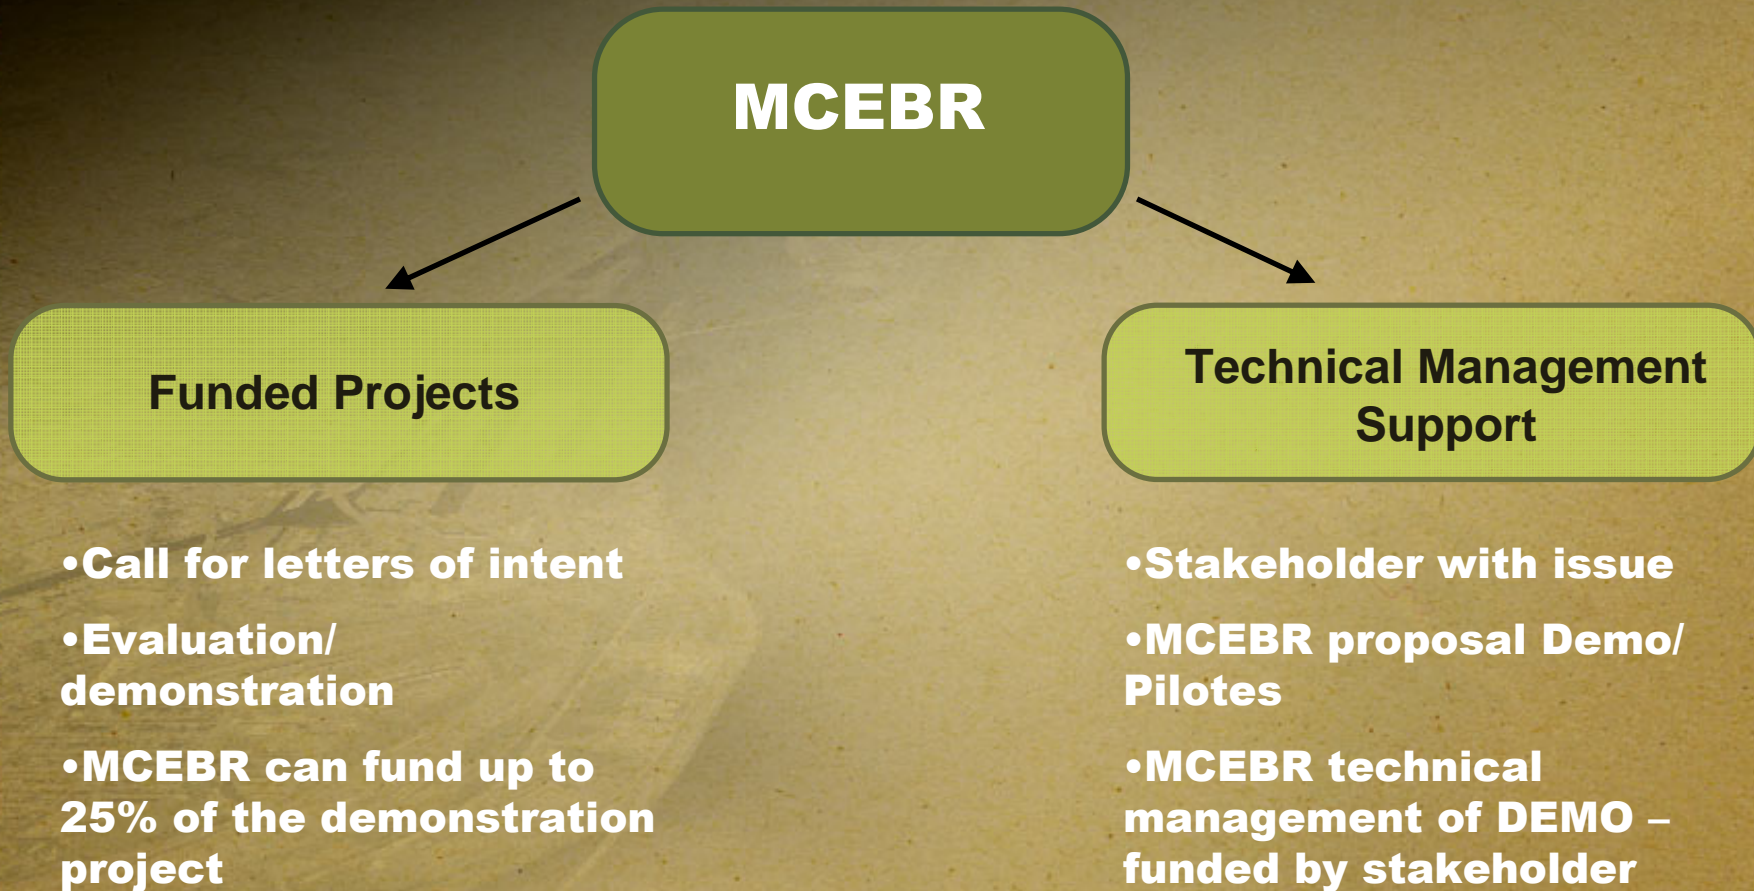 MCEBR
Funded Projects
Technical Management
Support
•Call for letters of intent
•Evaluation/
demonstration
•MCEBR can fund up to
25% of the demonstration
project
•Stakeholder with issue
•MCEBR proposal Demo/
Pilotes
•MCEBR technical
management of DEMO –
funded by stakeholder